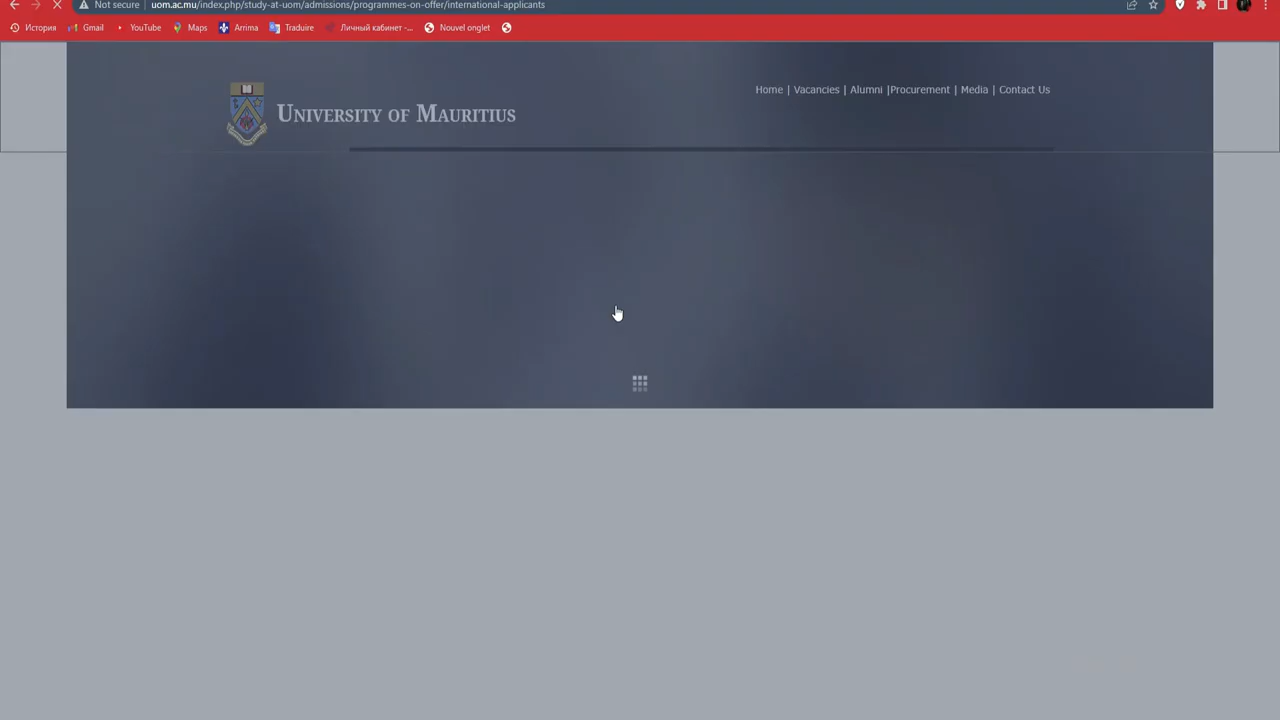 Not secure | uom.ac.mu/index.php/study-at-uom/admissions/programmes-on-offer/international-applicants
История Gmail YouTube Maps Arrima Traduire Личный кабинет -... Nouvel onglet
Home | Vacancies | Alumni |Procurement | Media | Contact Us
University of Mauritius